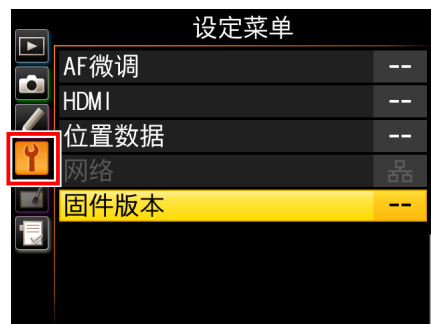 设定菜单
AF微调 --
HDMI --
位置数据 --
网络
固件版本 --